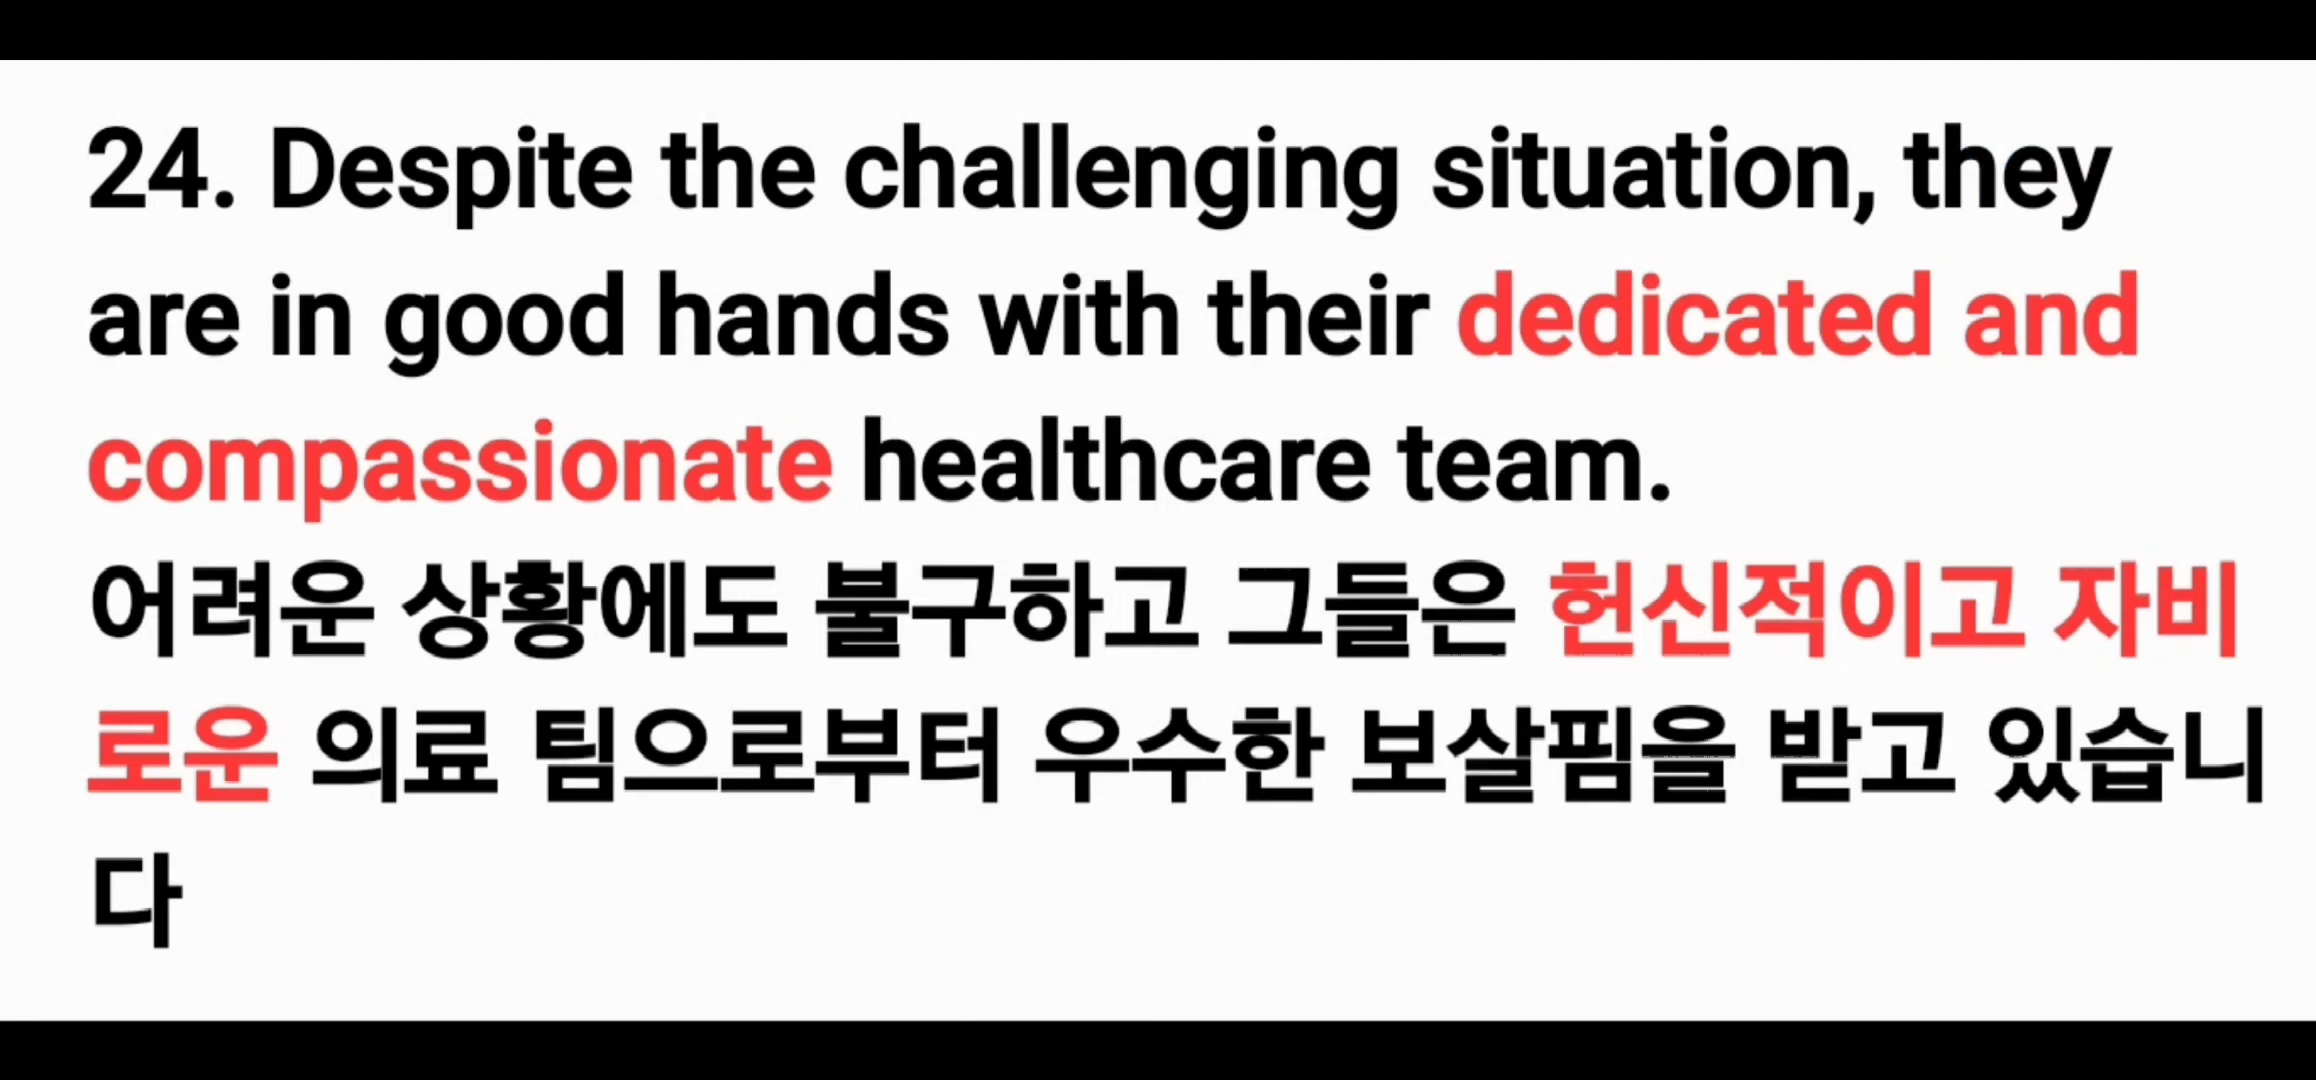 24. Despite the challenging situation, they
are in good hands with their dedicated and
compassionate healthcare team.
어려운 상황에도 불구하고 그들은 헌신적이고 자비
로운 의료 팀으로부터 우수한 보살핌을 받고 있습니
다